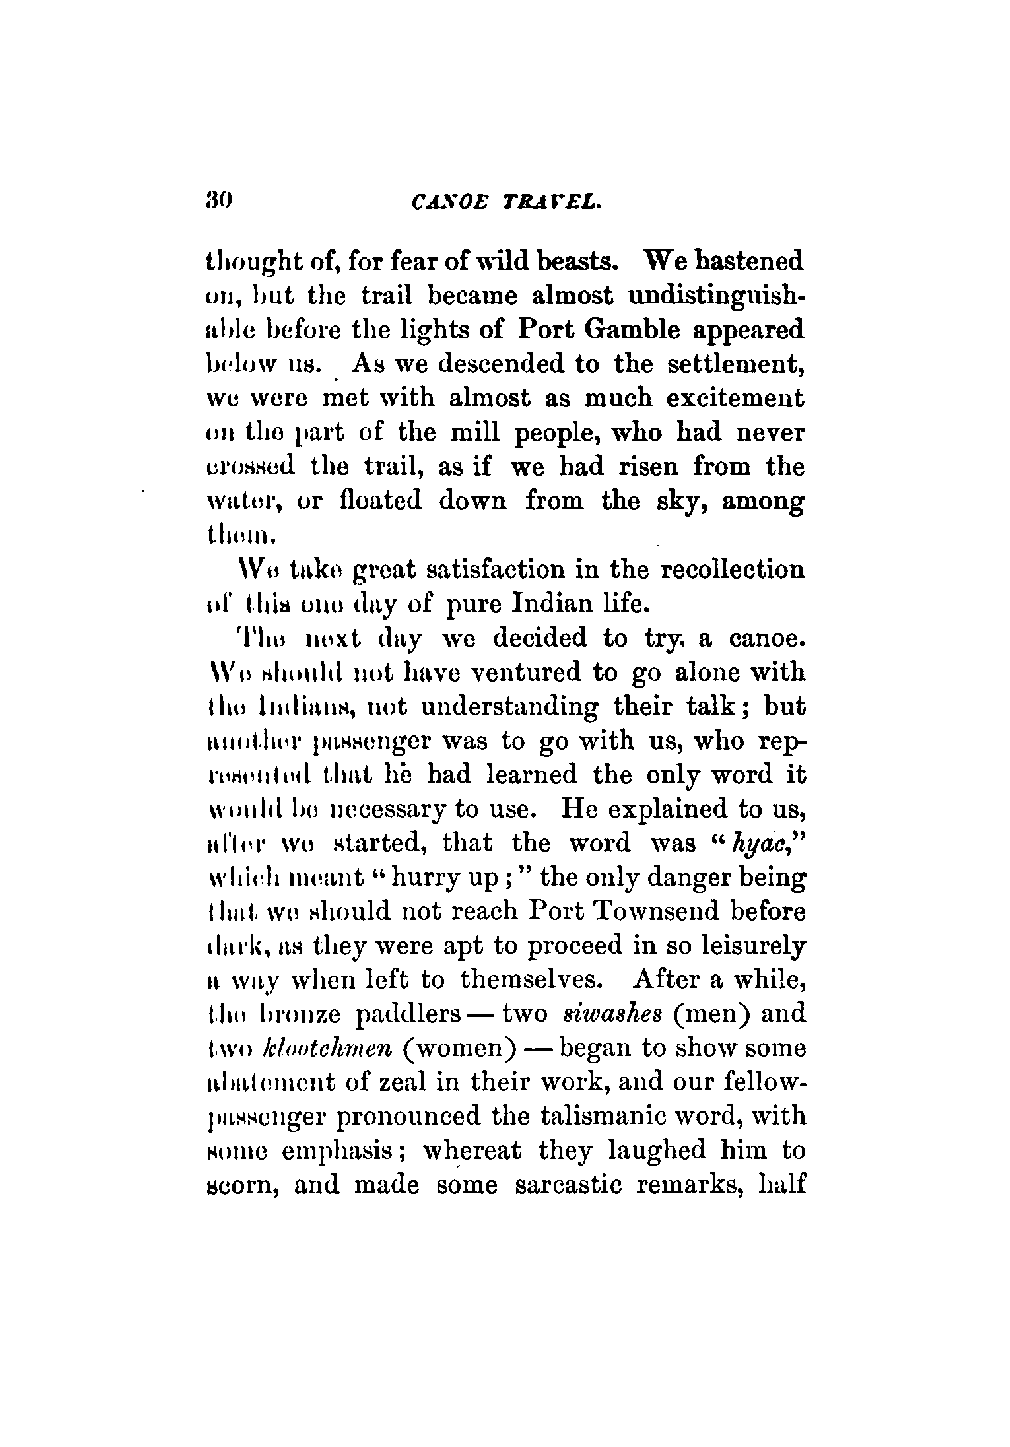 30 CANOE TRAVEL.
thought of, for fear of wild beasts. We hastened
on, but the trail became almost undistinguish-
able before the lights of Port Gamble appeared
below us. As we descended to the settlement,
we were met with almost as much excitement
on the part of the mill people, who had never
crossed the trail, as if we had risen from the
water, or floated down from the sky, among
them.
We take great satisfaction in the recollection
of this one day of pure Indian life.
The next day we decided to try, a canoe.
We should not have ventured to go alone with
the Indians, not understanding their talk; but
another passenger was to go with us, who rep-
resented that he had learned the only word it
would be necessary to use. He explained to us,
after we started, that the word was "hyac,"
which meant "hurry up;" the only danger being
that we should not reach Port Townsend before
dark, as they were apt to proceed in so leisurely
a way when left to themselves. After a while,
the bronze paddlers — two siwashes (men) and
two klootchmen (women) — began to show some
abatement of zeal in their work, and our fellow-
passenger pronounced the talismanic word, with
some emphasis; whereat they laughed him to
scorn, and made some sarcastic remarks, half